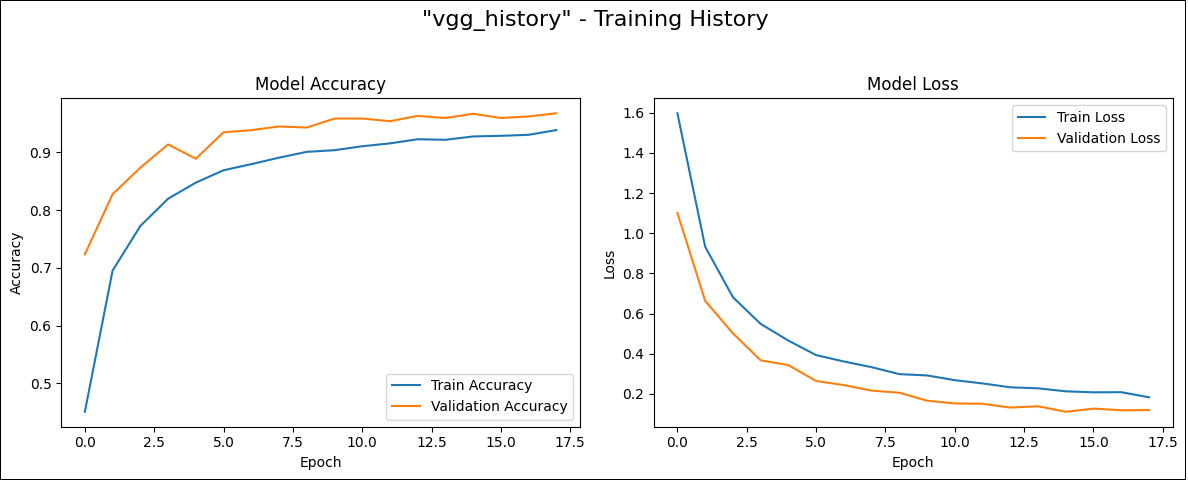 "vgg_history" - Training History
Model Accuracy
Accuracy
0.9
0.8
0.7
0.6
0.5
Train Accuracy
Validation Accuracy
0.0 2.5 5.0 7.5 10.0 12.5 15.0 17.5
Epoch
Model Loss
Loss
1.6
1.4
1.2
1.0
0.8
0.6
0.4
0.2
Train Loss
Validation Loss
0.0 2.5 5.0 7.5 10.0 12.5 15.0 17.5
Epoch